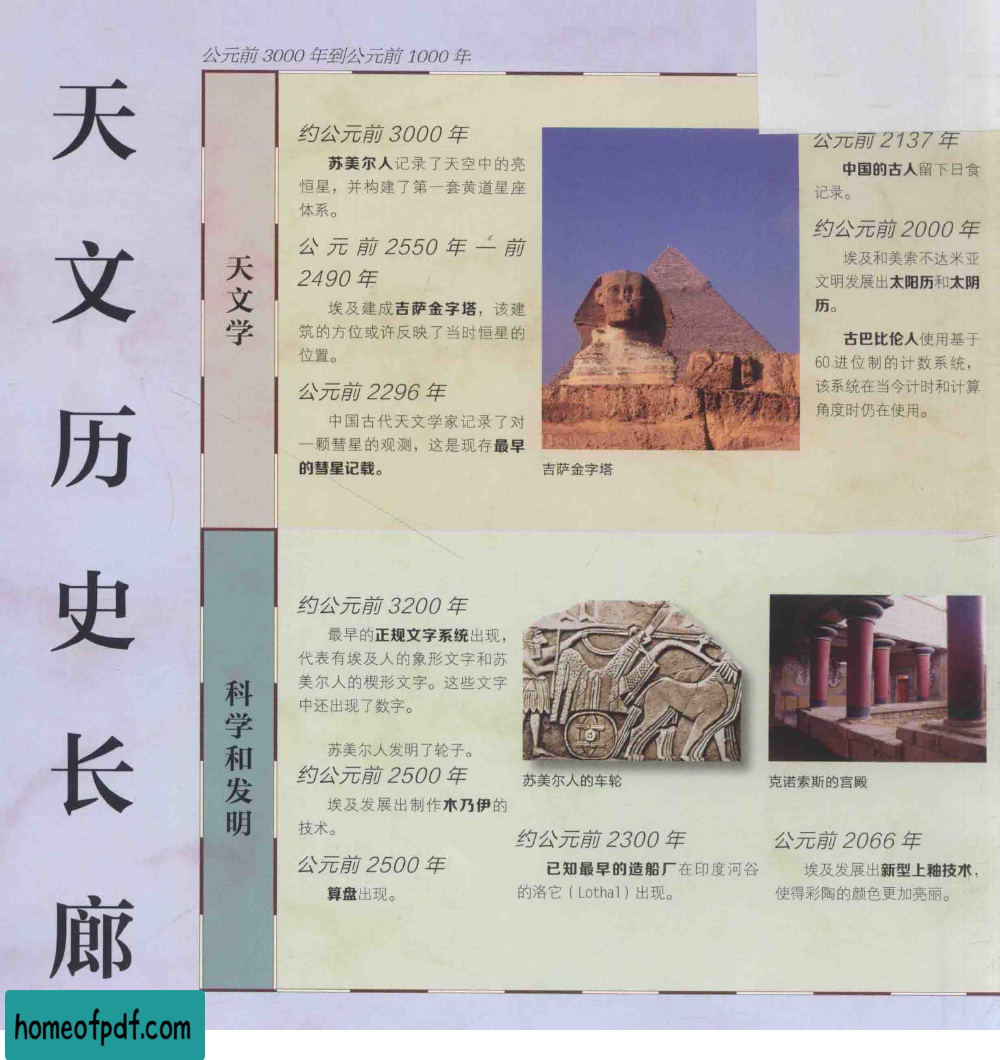 公元前 3000 年到公元前 1000 年
天文历史长廊
天文学
约公元前 3000 年
苏美尔人记录了天空中的亮
恒星，并构建了第一套黄道星座
体系。
公元前 2550 年 — 前
2490 年
埃及建成吉萨金字塔，该建
筑的方位或许反映了当时恒星的
位置。
公元前 2296 年
中国古代天文学家记录了对
一颗彗星的观测，这是现存最早
的彗星记载。
吉萨金字塔
公元前 2137 年
中国的古人留下日食
记录。
约公元前 2000 年
埃及和美索不达米亚
文明发展出太阳历和太阴
历。
古巴比伦人使用基于
60 进位制的计数系统，
该系统在当今计时和计算
角度时仍在使用。
科学和发明
约公元前 3200 年
最早的正规文字系统出现，
代表有埃及人的象形文字和苏
美尔人的楔形文字。这些文字
中还出现了数字。
苏美尔人发明了轮子。
约公元前 2500 年
埃及发展出制作木乃伊的
技术。
公元前 2500 年
算盘出现。
苏美尔人的车轮
约公元前 2300 年
已知最早的造船厂在印度河谷
的洛它（Lothal）出现。
克诺索斯的宫殿
公元前 2066 年
埃及发展出新型上釉技术，
使得彩陶的颜色更加亮丽。
homeofpdf.com